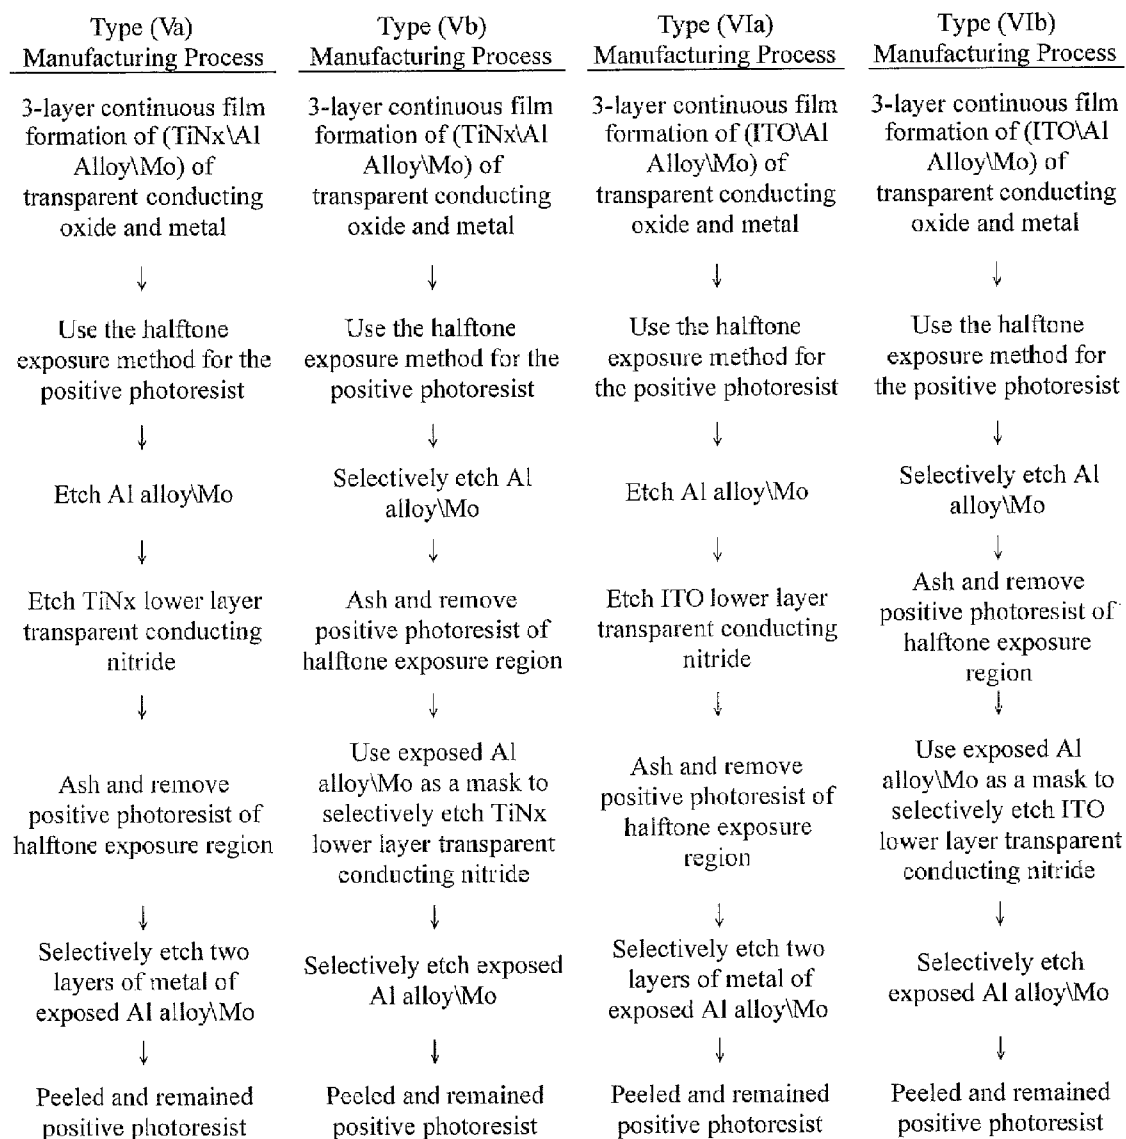 Type (Va)
Manufacturing Process
3-layer continuous film
formation of (TiNx\Al
Alloy\Mo) of
transparent conducting
oxide and metal
↓
Use the halftone
exposure method for the
positive photoresist
↓
Etch Al alloy\Mo
↓
Etch TiNx lower layer
transparent conducting
nitride
↓
Ash and remove
positive photoresist of
halftone exposure region
↓
Selectively etch two
layers of metal of
exposed Al alloy\Mo
↓
Peeled and remained
positive photoresist
Type (Vb)
Manufacturing Process
3-layer continuous film
formation of (TiNx\Al
Alloy\Mo) of
transparent conducting
oxide and metal
↓
Use the halftone
exposure method for the
positive photoresist
↓
Selectively etch Al
alloy\Mo
↓
Ash and remove
positive photoresist of
halftone exposure region
↓
Use exposed Al
alloy\Mo as a mask to
selectively etch TiNx
lower layer transparent
conducting nitride
↓
Selectively etch exposed
Al alloy\Mo
↓
Peeled and remained
positive photoresist
Type (VIa)
Manufacturing Process
3-layer continuous film
formation of (ITO\Al
Alloy\Mo) of
transparent conducting
oxide and metal
↓
Use the halftone
exposure method for
the positive photoresist
↓
Etch Al alloy\Mo
↓
Etch ITO lower layer
transparent conducting
nitride
↓
Ash and remove
positive photoresist of
halftone exposure
region
↓
Selectively etch two
layers of metal of
exposed Al alloy\Mo
↓
Peeled and remained
positive photoresist
Type (VIb)
Manufacturing Process
3-layer continuous film
formation of (ITO\Al
Alloy\Mo) of
transparent conducting
oxide and metal
↓
Use the halftone
exposure method for
the positive photoresist
↓
Selectively etch Al
alloy\Mo
↓
Ash and remove
positive photoresist of
halftone exposure
region
↓
Use exposed Al
alloy\Mo as a mask to
selectively etch ITO
lower layer transparent
conducting nitride
↓
Selectively etch
exposed Al alloy\Mo
↓
Peeled and remained
positive photoresist